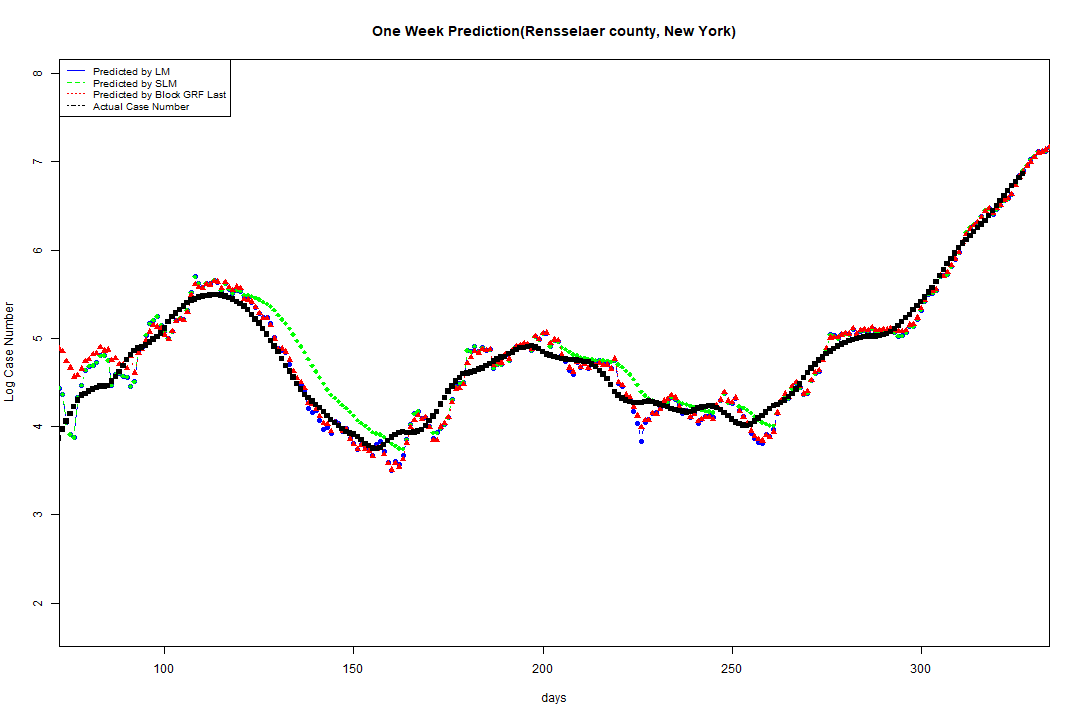 One Week Prediction(Rensselaer county, New York)
Predicted by LM
Predicted by SLM
Predicted by Block GRF Last
Actual Case Number
8
7
6
5
4
3
2
Log Case Number
100 150 200 250 300
days